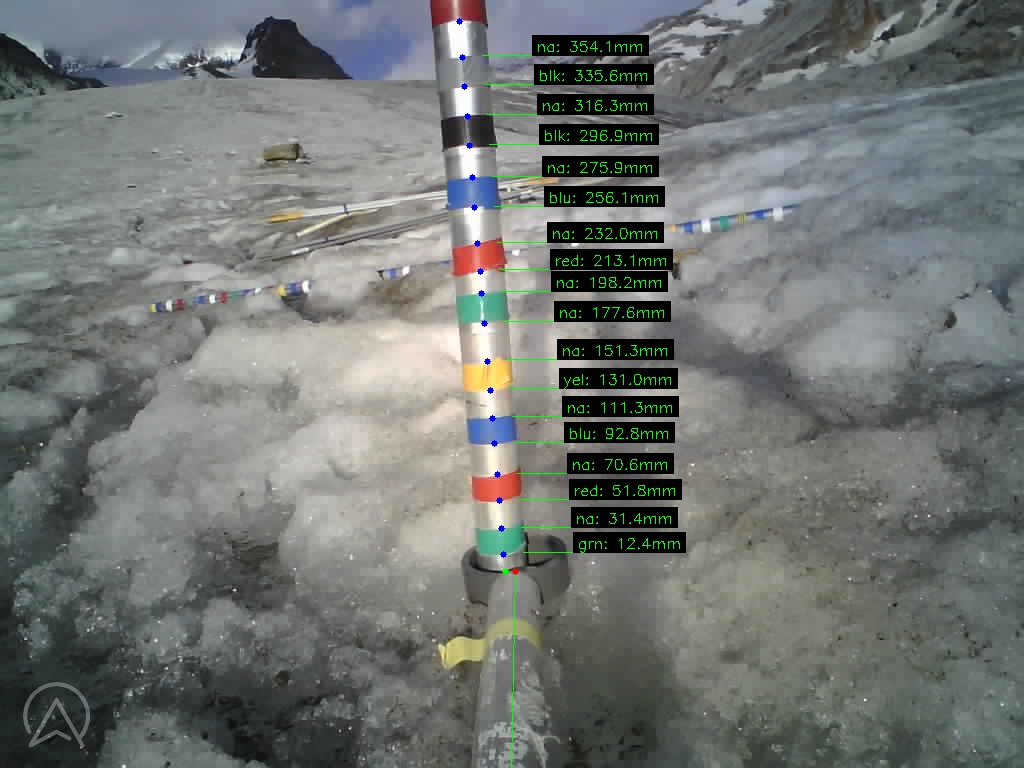 na: 354.1mm
blk: 335.6mm
na: 316.3mm
blk: 296.9mm
na: 275.9mm
blu: 256.1mm
na: 232.0mm
red: 213.1mm
na: 198.2mm
na: 177.6mm
na: 151.3mm
yel: 131.0mm
na: 111.3mm
blu: 92.8mm
na: 70.6mm
red: 51.8mm
na: 31.4mm
grn: 12.4mm